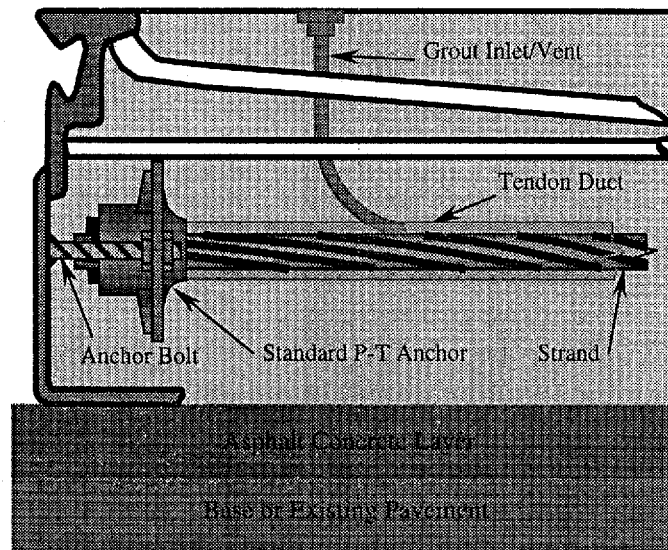 Grout Inlet/Vent
Tendon Duct
Anchor Bolt
Standard P-T Anchor
Strand
Asphalt Concrete Layer
Base or Existing Pavement